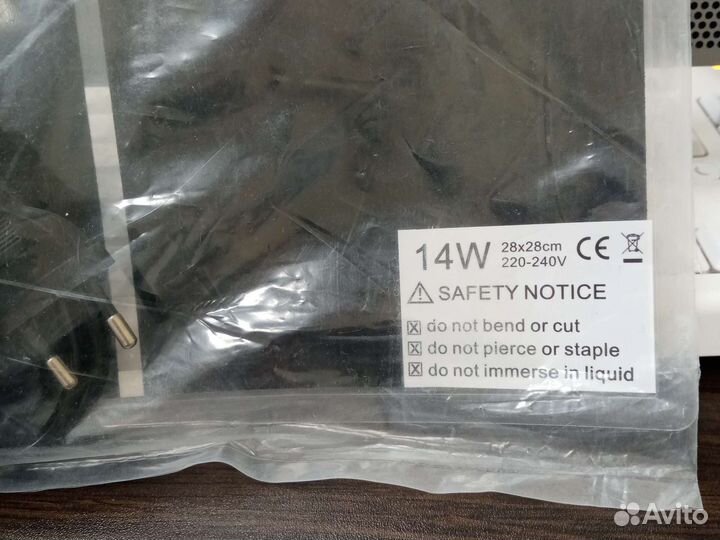 14W 28x28cm CE
220-240V
SAFETY NOTICE
do not bend or cut
do not pierce or staple
do not immerse in liquid
Avito